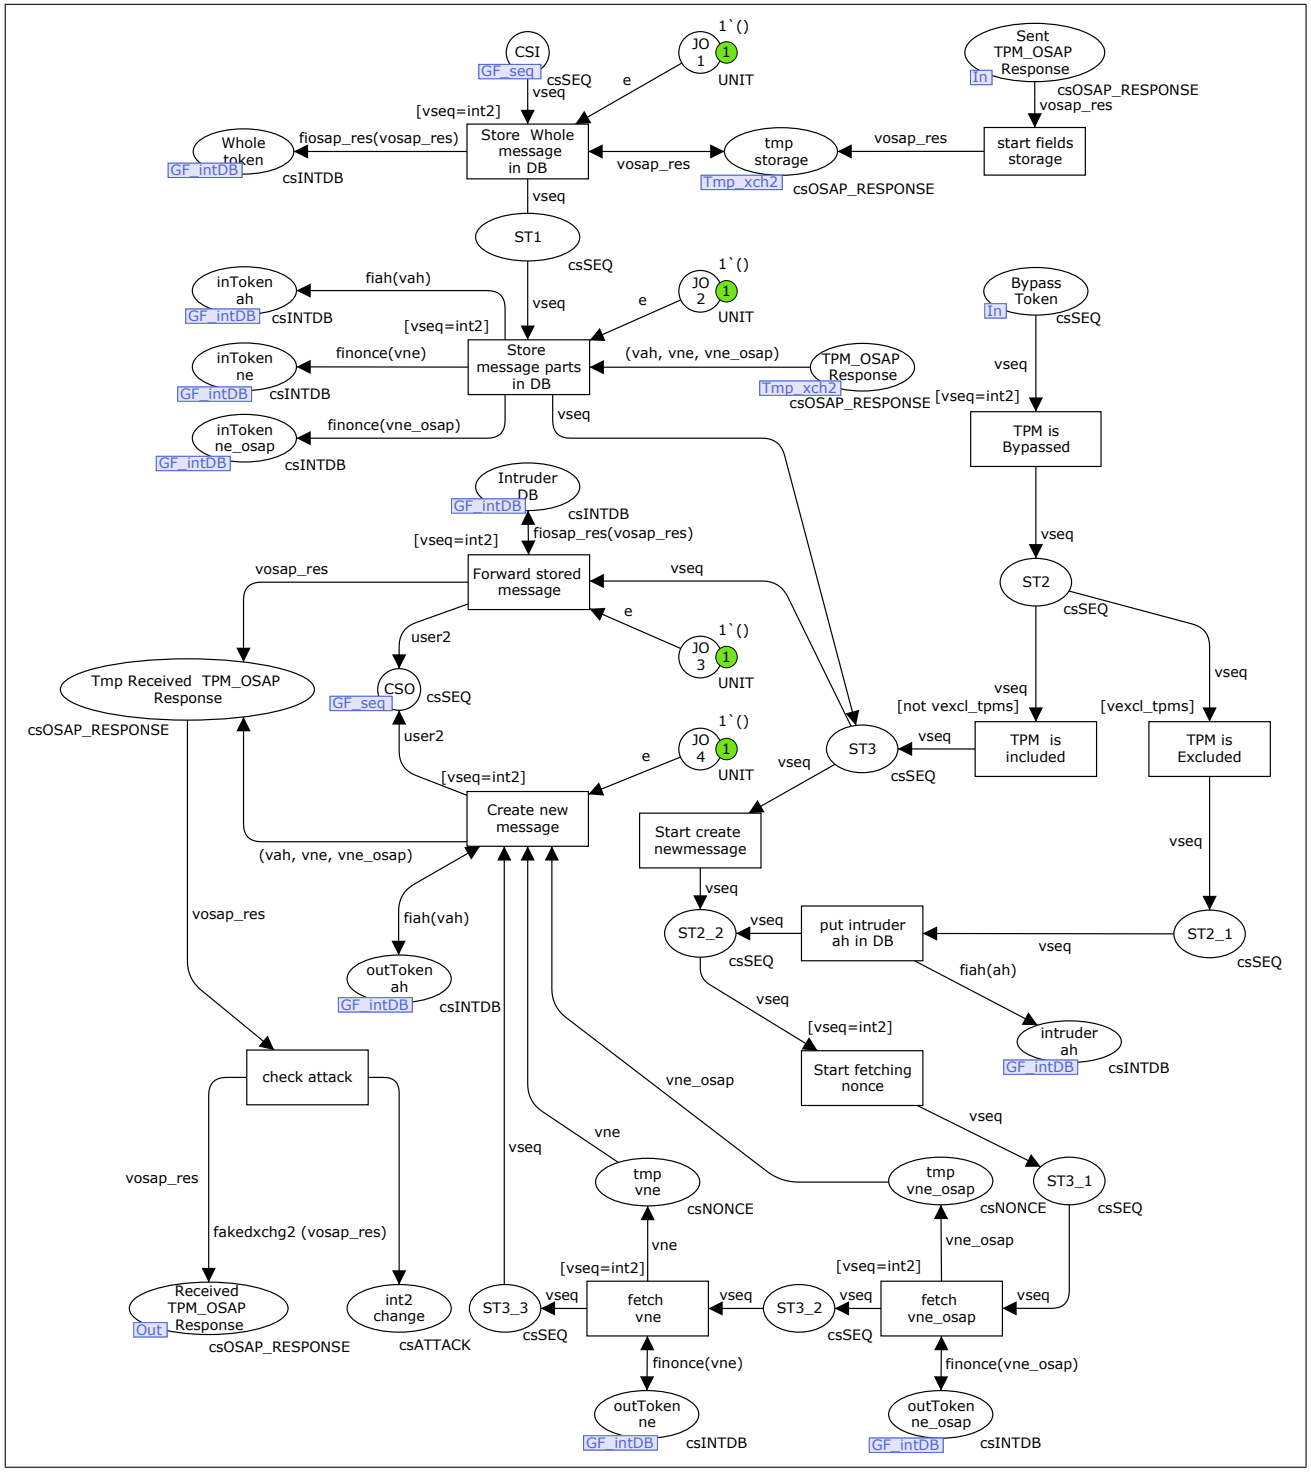 1`()
CSI
GF_seq
csSEQ
vseq
JO
1
1
UNIT
e
Sent
TPM_OSAP
Response
In
csOSAP_RESPONSE
vosap_res
[vseq=int2]
Store Whole
message
in DB
fiosap_res(vosap_res)
Whole
token
GF_intDB
csINTDB
vosap_res
tmp
storage
Tmp_xch2
csOSAP_RESPONSE
vosap_res
start fields
storage
vseq
ST1
csSEQ
vseq
1`()
JO
2
1
UNIT
e
inToken
ah
GF_intDB
csINTDB
fiah(vah)
[vseq=int2]
Store
message parts
in DB
inToken
ne
GF_intDB
csINTDB
finonce(vne)
(vah, vne, vne_osap)
TPM_OSAP
Response
Tmp_xch2
csOSAP_RESPONSE
inToken
ne_osap
GF_intDB
csINTDB
finonce(vne_osap)
vseq
Bypass
Token
In
csSEQ
vseq
[vseq=int2]
TPM is
Bypassed
vseq
ST2
csSEQ
Intruder
DB
GF_intDB
csINTDB
fiosap_res(vosap_res)
[vseq=int2]
Forward stored
message
vosap_res
vseq
e
1`()
JO
3
1
UNIT
user2
Tmp Received TPM_OSAP
Response
csOSAP_RESPONSE
CSO
GF_seq
csSEQ
user2
1`()
JO
4
1
UNIT
e
vseq
vseq
[not vexcl_tpms]
[vexcl_tpms]
TPM is
included
TPM is
Excluded
vseq
ST3
csSEQ
vseq
[vseq=int2]
Create new
message
(vah, vne, vne_osap)
Start create
newmessage
vseq
vseq
ST2_2
csSEQ
vseq
put intruder
ah in DB
vseq
ST2_1
csSEQ
fiah(ah)
intruder
ah
GF_intDB
csINTDB
vosap_res
fiah(vah)
outToken
ah
GF_intDB
csINTDB
vseq
[vseq=int2]
Start fetching
nonce
vseq
check attack
vne_osap
vne
vseq
tmp
vne
csNONCE
tmp
vne_osap
csNONCE
ST3_1
csSEQ
vosap_res
fakedxchg2 (vosap_res)
vne
vne_osap
[vseq=int2]
[vseq=int2]
Received
TPM_OSAP
Response
Out
csOSAP_RESPONSE
int2
change
csATTACK
ST3_3
csSEQ
vseq
fetch
vne
vseq
ST3_2
csSEQ
vseq
fetch
vne_osap
vseq
finonce(vne)
finonce(vne_osap)
outToken
ne
GF_intDB
csINTDB
outToken
ne_osap
GF_intDB
csINTDB